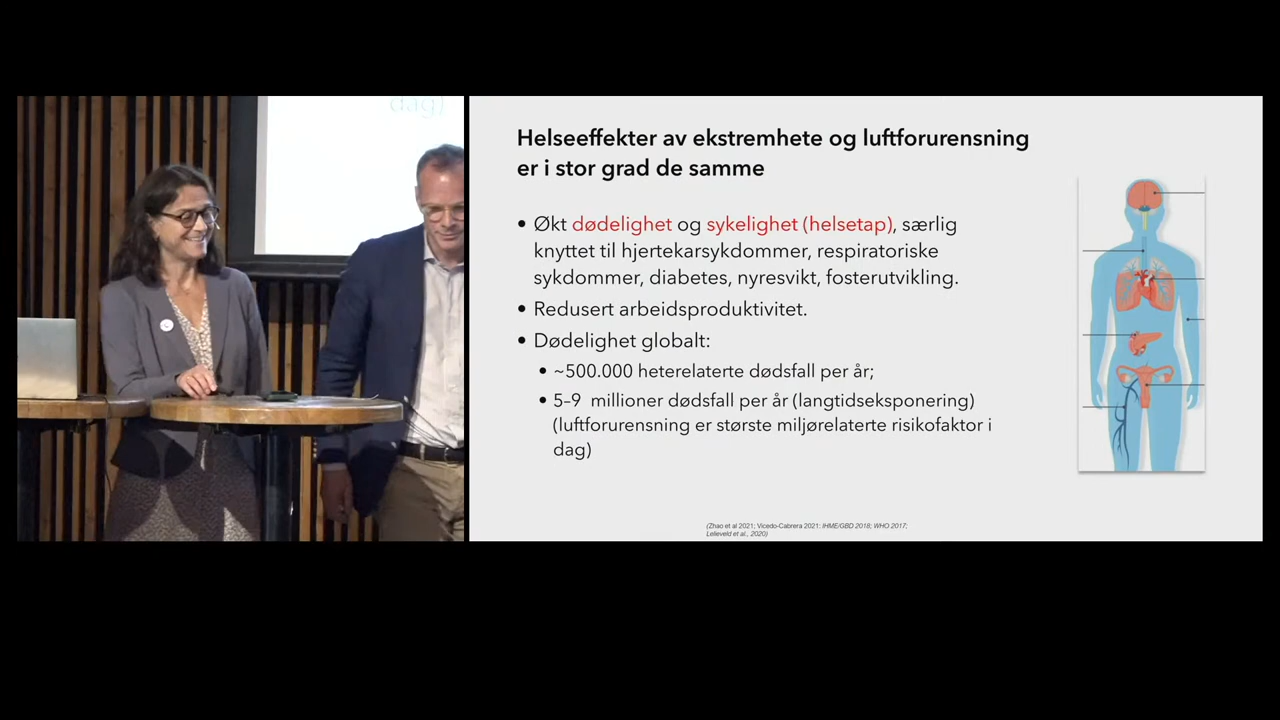 dag)
Helseeffekter av ekstremhete og luftforurensning
er i stor grad de samme
• Økt dødelighet og sykelighet (helsetap), særlig
knyttet til hjertekarsykdommer, respiratoriske
sykdommer, diabetes, nyresvikt, fosterutvikling.
• Redusert arbeidsproduktivitet.
• Dødelighet globalt:
• ~500.000 heterelaterte dødsfall per år;
• 5–9 millioner dødsfall per år (langtidseksponering)
(luftforurensning er største miljørelaterte risikofaktor i
dag)
(Zhao et al 2021; Vicedo-Cabrera 2021: IHME/GBD 2018; WHO 2017;
Lelieveld et al., 2020)